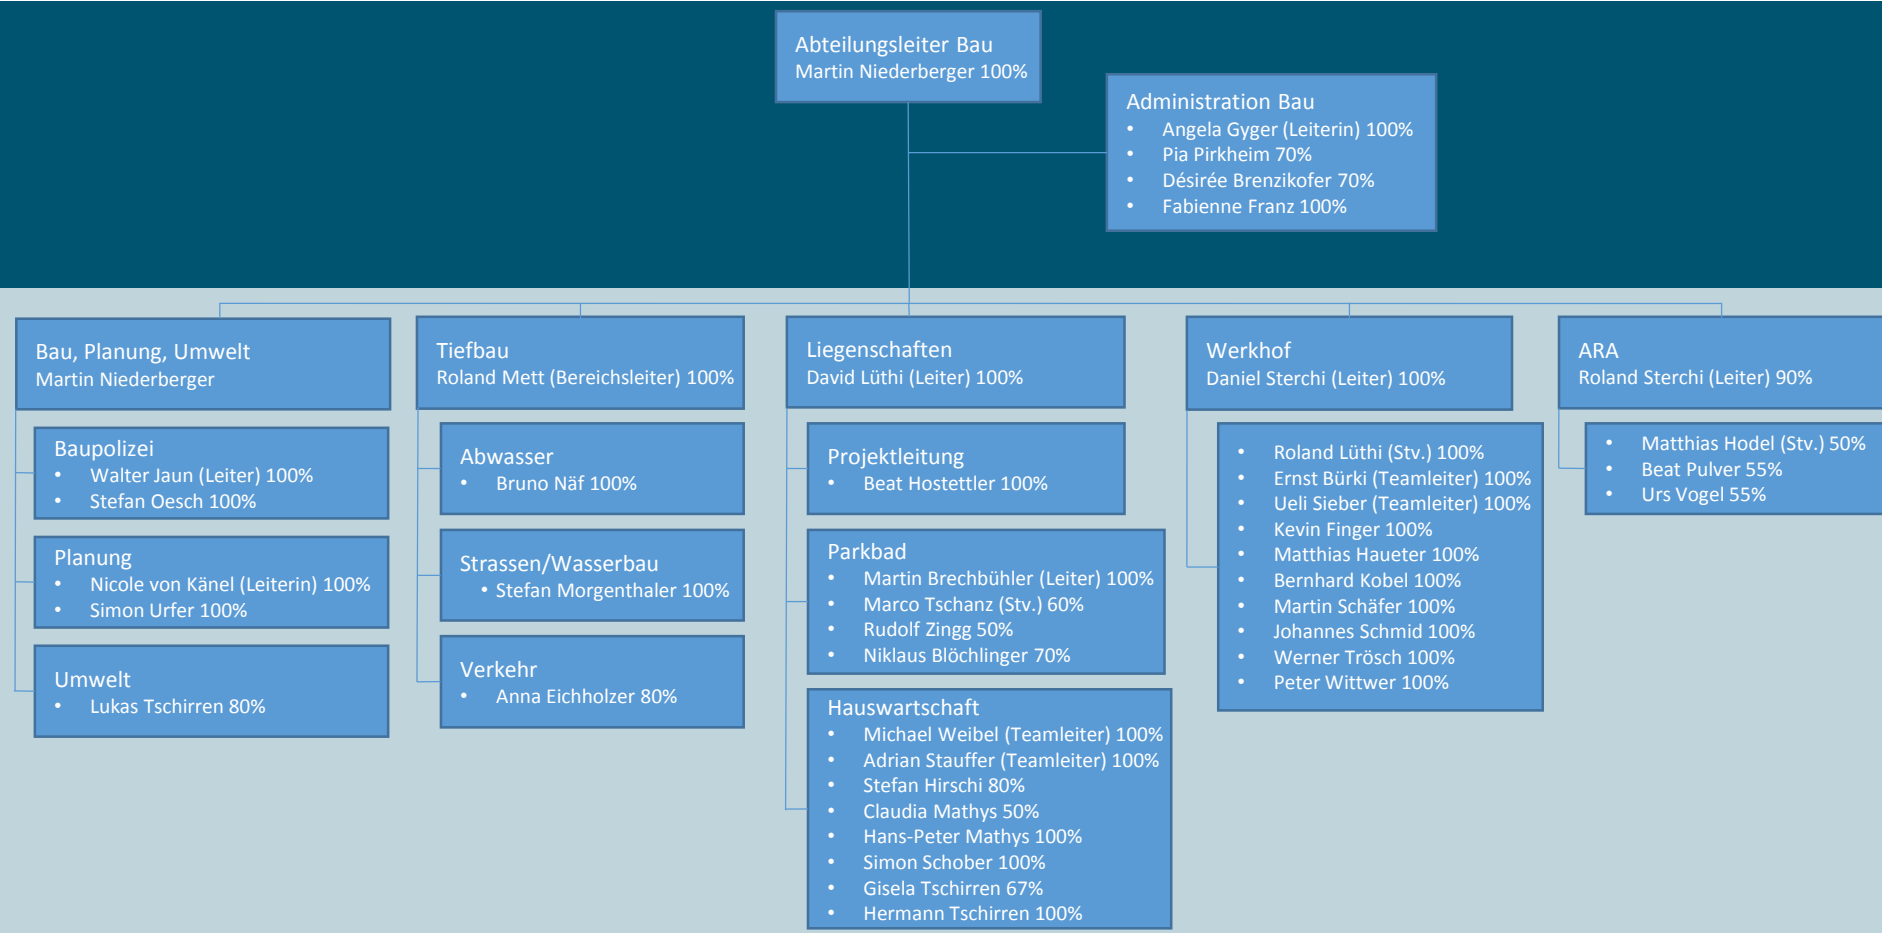 Abteilungsleiter Bau
Martin Niederberger 100%
Administration Bau
• Angela Gyger (Leiterin) 100%
• Pia Pirkheim 70%
• Désirée Brenzikofer 70%
• Fabienne Franz 100%
Bau, Planung, Umwelt
Martin Niederberger
Baupolizei
• Walter Jaun (Leiter) 100%
• Stefan Oesch 100%
Planung
• Nicole von Känel (Leiterin) 100%
• Simon Urfer 100%
Umwelt
• Lukas Tschirren 80%
Tiefbau
Roland Mett (Bereichsleiter) 100%
Abwasser
• Bruno Näf 100%
Strassen/Wasserbau
• Stefan Morgenthaler 100%
Verkehr
• Anna Eichholzer 80%
Liegenschaften
David Lüthi (Leiter) 100%
Projektleitung
• Beat Hostettler 100%
Parkbad
• Martin Brechbühler (Leiter) 100%
• Marco Tschanz (Stv.) 60%
• Rudolf Zingg 50%
• Niklaus Blöchlinger 70%
Hauswartschaft
• Michael Weibel (Teamleiter) 100%
• Adrian Stauffer (Teamleiter) 100%
• Stefan Hirschi 80%
• Claudia Mathys 50%
• Hans-Peter Mathys 100%
• Simon Schober 100%
• Gisela Tschirren 67%
• Hermann Tschirren 100%
Werkhof
Daniel Sterchi (Leiter) 100%
• Roland Lüthi (Stv.) 100%
• Ernst Bürki (Teamleiter) 100%
• Ueli Sieber (Teamleiter) 100%
• Kevin Finger 100%
• Matthias Haueter 100%
• Bernhard Kobel 100%
• Martin Schäfer 100%
• Johannes Schmid 100%
• Werner Trösch 100%
• Peter Wittwer 100%
ARA
Roland Sterchi (Leiter) 90%
• Matthias Hodel (Stv.) 50%
• Beat Pulver 55%
• Urs Vogel 55%